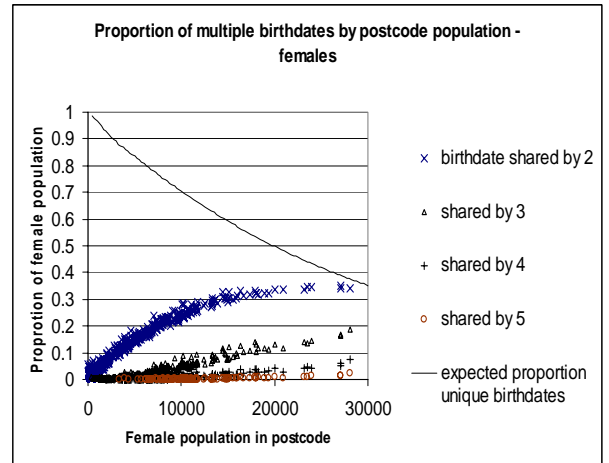 Proportion of multiple birthdates by postcode population -
females
Proprotion of female population
1
0.9
0.8
0.7
0.6
0.5
0.4
0.3
0.2
0.1
0
0 10000 20000 30000
Female population in postcode
birthdate shared by 2
shared by 3
shared by 4
shared by 5
expected proportion
unique birthdates